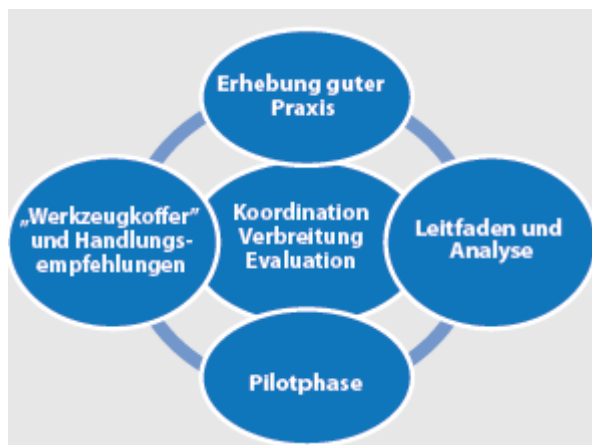 Erhebung guter
Praxis
„Werkzeugkoffer”
und Handlungs-
empfehlungen
Koordination
Verbreitung
Evaluation
Leitfaden und
Analyse
Pilotphase